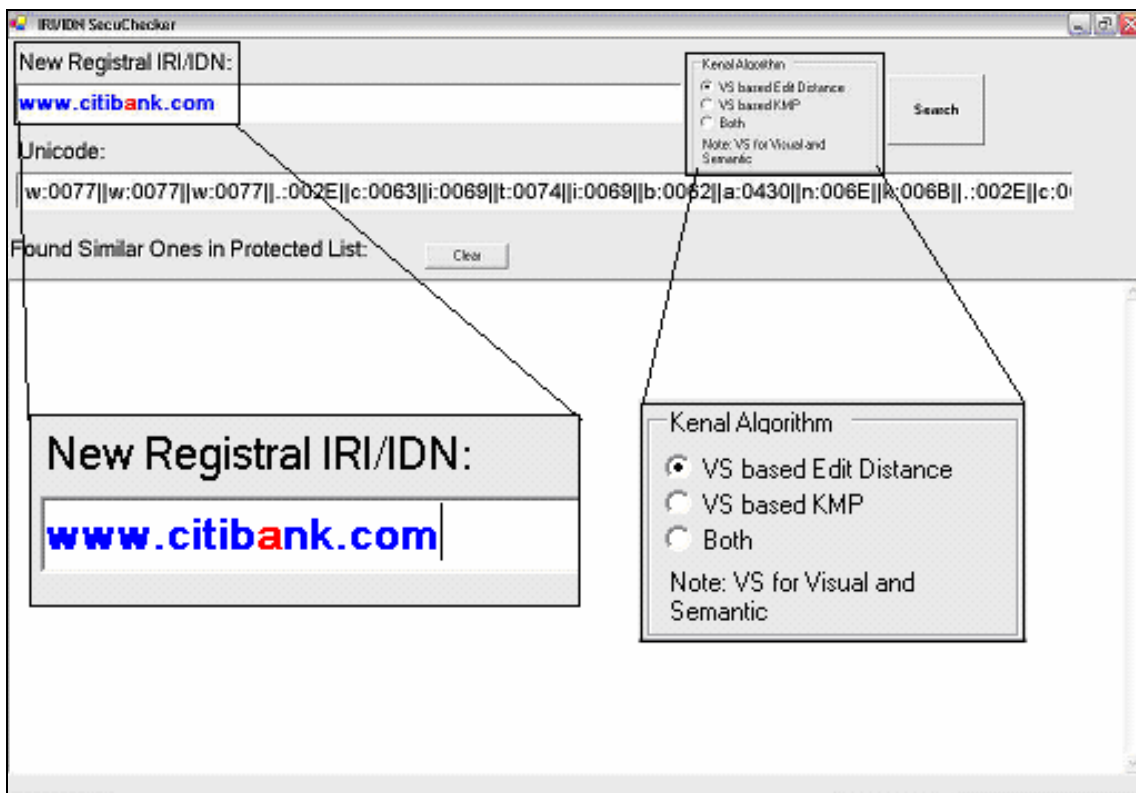 IRI/IDN SecuChecker
New Registral IRI/IDN:
www.citibаnk.com
Kenal Algorithm
VS based Edit Distance
VS based KMP
Both
Note: VS for Visual and
Semantic
Search
Unicode:
w:0077||w:0077||w:0077||.:002E||c:0063||i:0069||t:0074||i:0069||b:0062||a:0430||n:006E||k:006B||.:002E||c:0
Found Similar Ones in Protected List:
Clear
New Registral IRI/IDN:
www.citibаnk.com
Kenal Algorithm
VS based Edit Distance
VS based KMP
Both
Note: VS for Visual and
Semantic